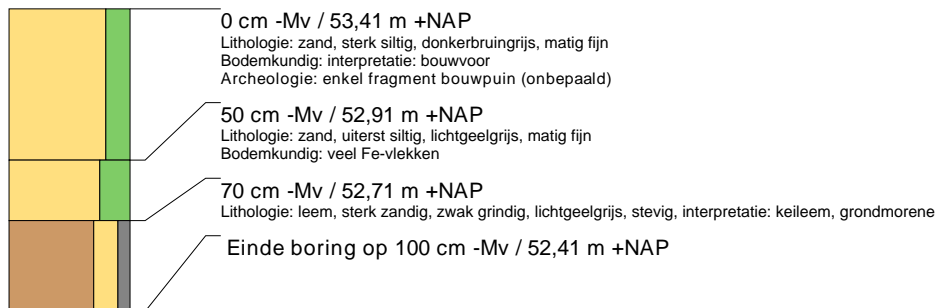 0 cm -Mv / 53,41 m +NAP
Lithologie: zand, sterk siltig, donkerbruingrijs, matig fijn
Bodemkundig: interpretatie: bouwvoor
Archeologie: enkel fragment bouwpuin (onbepaald)
50 cm -Mv / 52,91 m +NAP
Lithologie: zand, uiterst siltig, lichtgeelgrijs, matig fijn
Bodemkundig: veel Fe-vlekken
70 cm -Mv / 52,71 m +NAP
Lithologie: leem, sterk zandig, zwak grindig, lichtgeelgrijs, stevig, interpretatie: keileem, grondmorene
Einde boring op 100 cm -Mv / 52,41 m +NAP